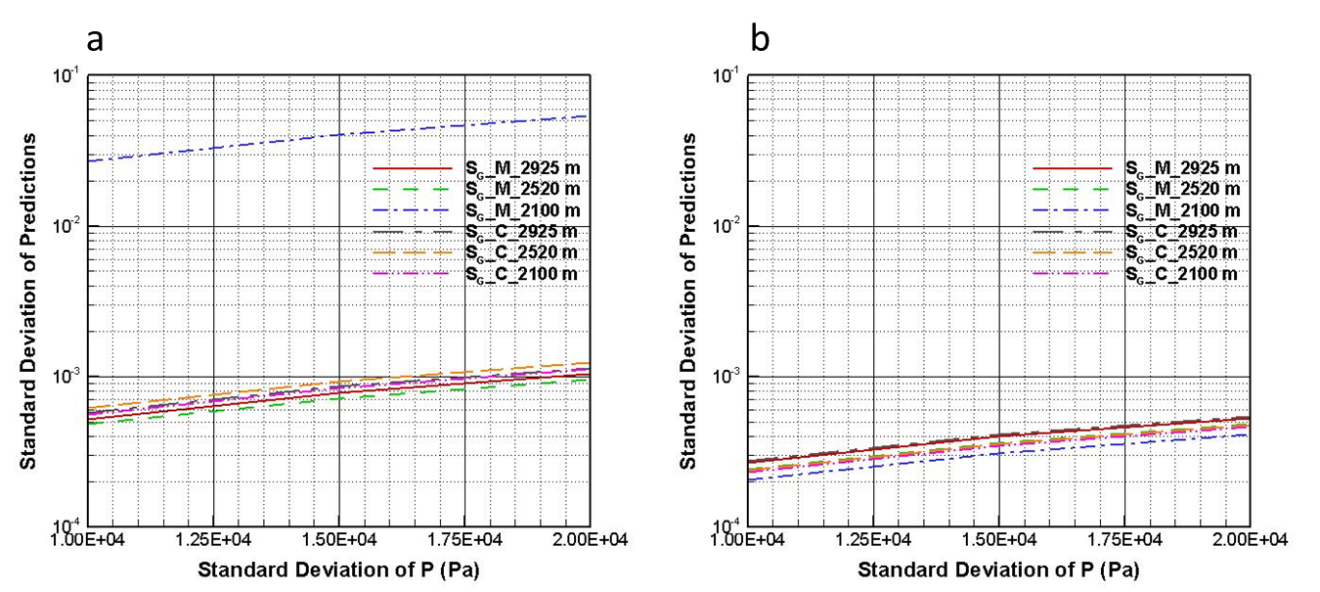 a
b
10⁻¹
10⁻²
10⁻³
10⁻⁴
Standard Deviation of Predictions
S_G_M_2925 m
S_G_M_2520 m
S_G_M_2100 m
S_G_C_2925 m
S_G_C_2520 m
S_G_C_2100 m
1.00E+04 1.25E+04 1.50E+04 1.75E+04 2.00E+04
Standard Deviation of P (Pa)
10⁻¹
10⁻²
10⁻³
10⁻⁴
Standard Deviation of Predictions
S_G_M_2925 m
S_G_M_2520 m
S_G_M_2100 m
S_G_C_2925 m
S_G_C_2520 m
S_G_C_2100 m
1.00E+04 1.25E+04 1.50E+04 1.75E+04 2.00E+04
Standard Deviation of P (Pa)